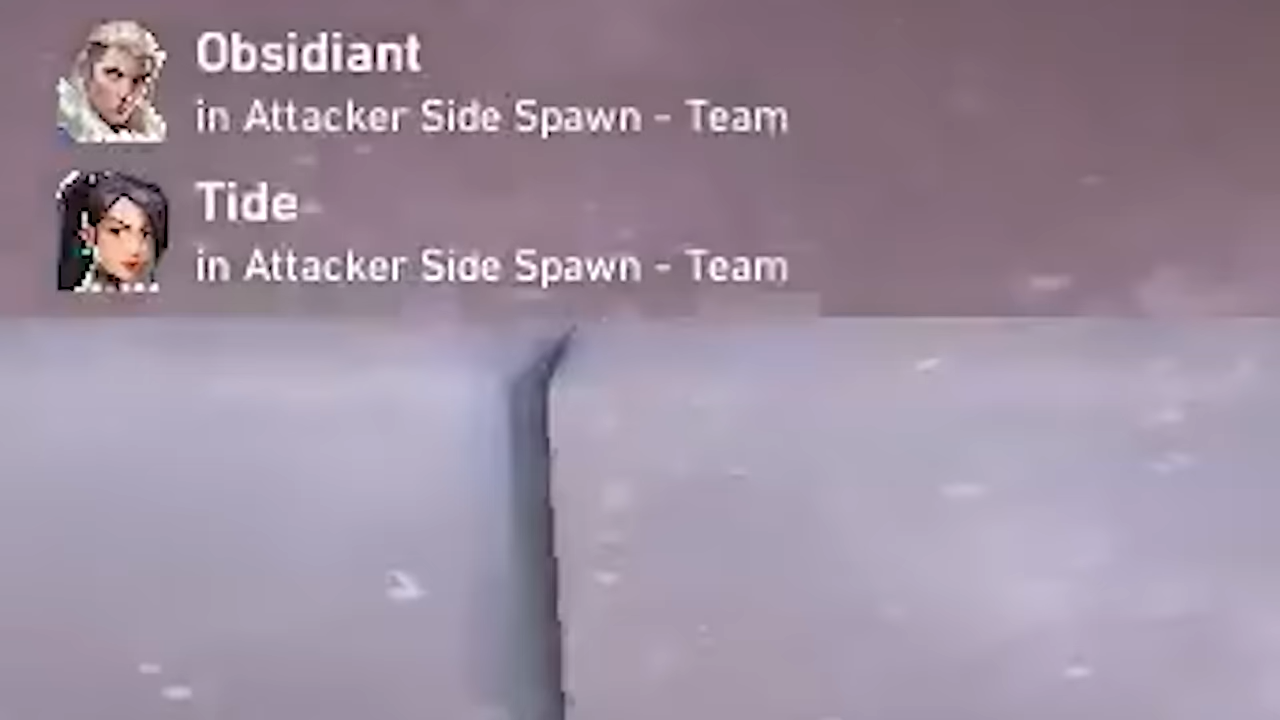 Obsidiant
in Attacker Side Spawn - Team
Tide
in Attacker Side Spawn - Team